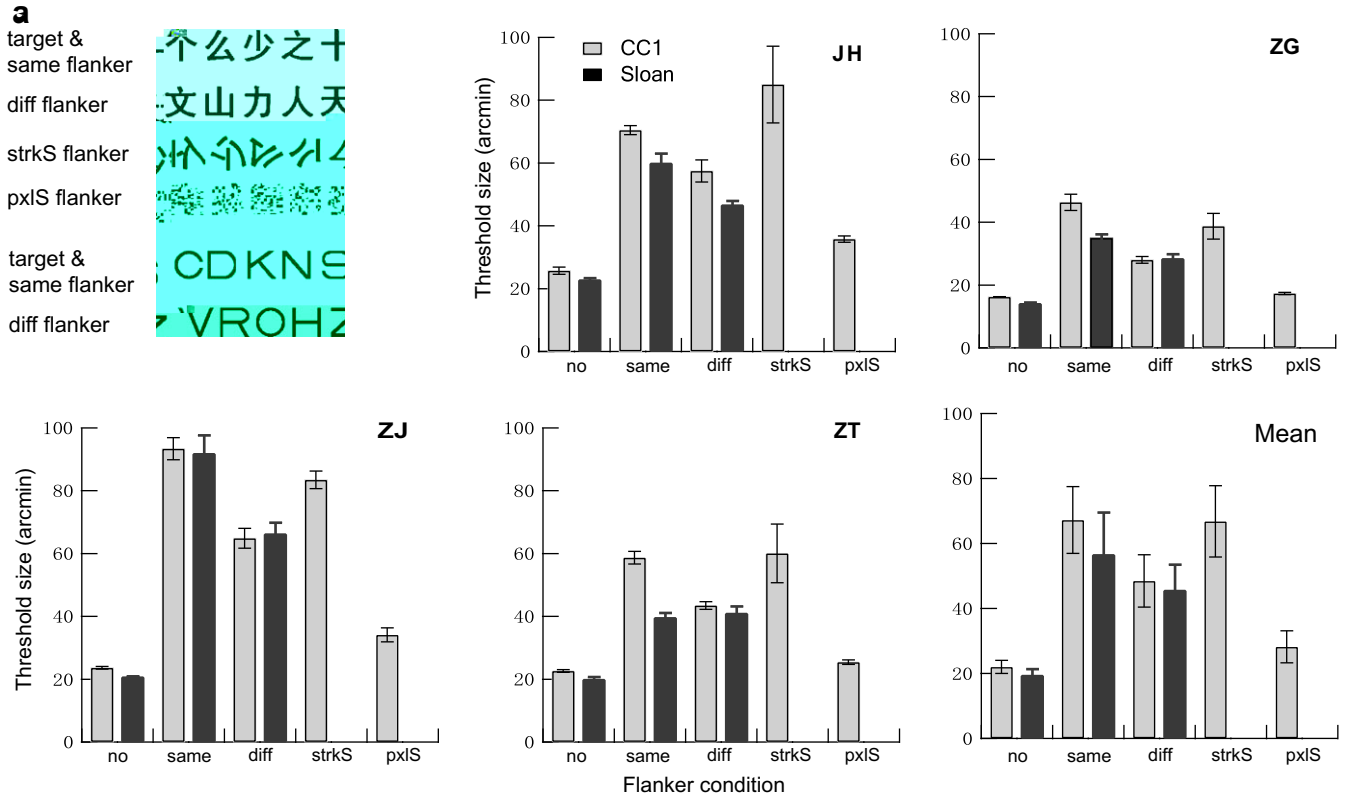 a
target &
same flanker
个么少之十
diff flanker
文山力人天
strkS flanker
pxlS flanker
target &
same flanker
CDKNS
diff flanker
VROHZ
CC1
Sloan
JH
Threshold size (arcmin)
100
80
60
40
20
0
no same diff strkS pxlS
ZG
100
80
60
40
20
0
no same diff strkS pxlS
ZJ
Threshold size (arcmin)
100
80
60
40
20
0
no same diff strkS pxlS
ZT
100
80
60
40
20
0
no same diff strkS pxlS
Mean
100
80
60
40
20
0
no same diff strkS pxlS
Flanker condition